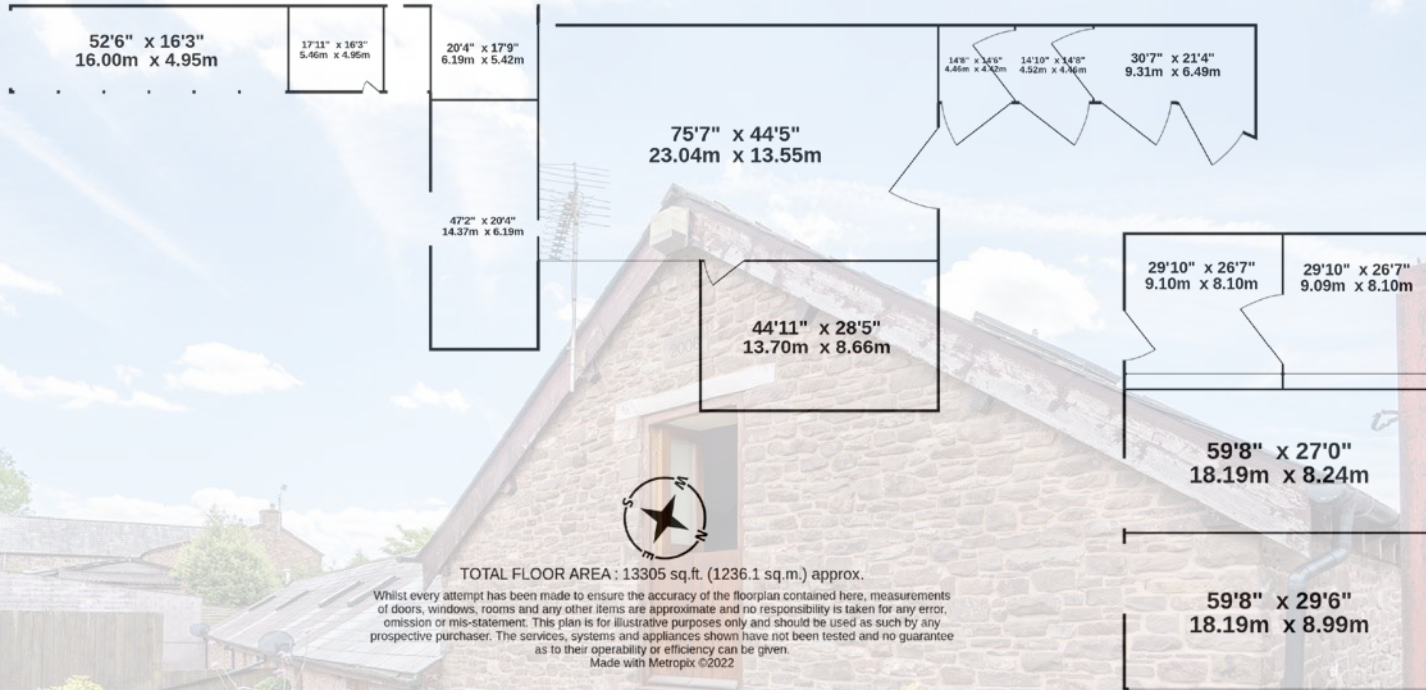 52'6" x 16'3"
16.00m x 4.95m
17'11" x 16'3"
5.46m x 4.95m
20'4" x 17'9"
6.19m x 5.42m
14'8" x 14'6"
4.46m x 4.42m
14'10" x 14'8"
4.52m x 4.46m
30'7" x 21'4"
9.31m x 6.49m
75'7" x 44'5"
23.04m x 13.55m
47'2" x 20'4"
14.37m x 6.19m
29'10" x 26'7"
9.10m x 8.10m
29'10" x 26'7"
9.09m x 8.10m
44'11" x 28'5"
13.70m x 8.66m
59'8" x 27'0"
18.19m x 8.24m
W
S
N
E
TOTAL FLOOR AREA : 13305 sq.ft. (1236.1 sq.m.) approx.
Whilst every attempt has been made to ensure the accuracy of the floorplan contained here, measurements
of doors, windows, rooms and any other items are approximate and no responsibility is taken for any error,
omission or mis-statement. This plan is for illustrative purposes only and should be used as such by any
prospective purchaser. The services, systems and appliances shown have not been tested and no guarantee
as to their operability or efficiency can be given.
Made with Metropix ©2022
59'8" x 29'6"
18.19m x 8.99m